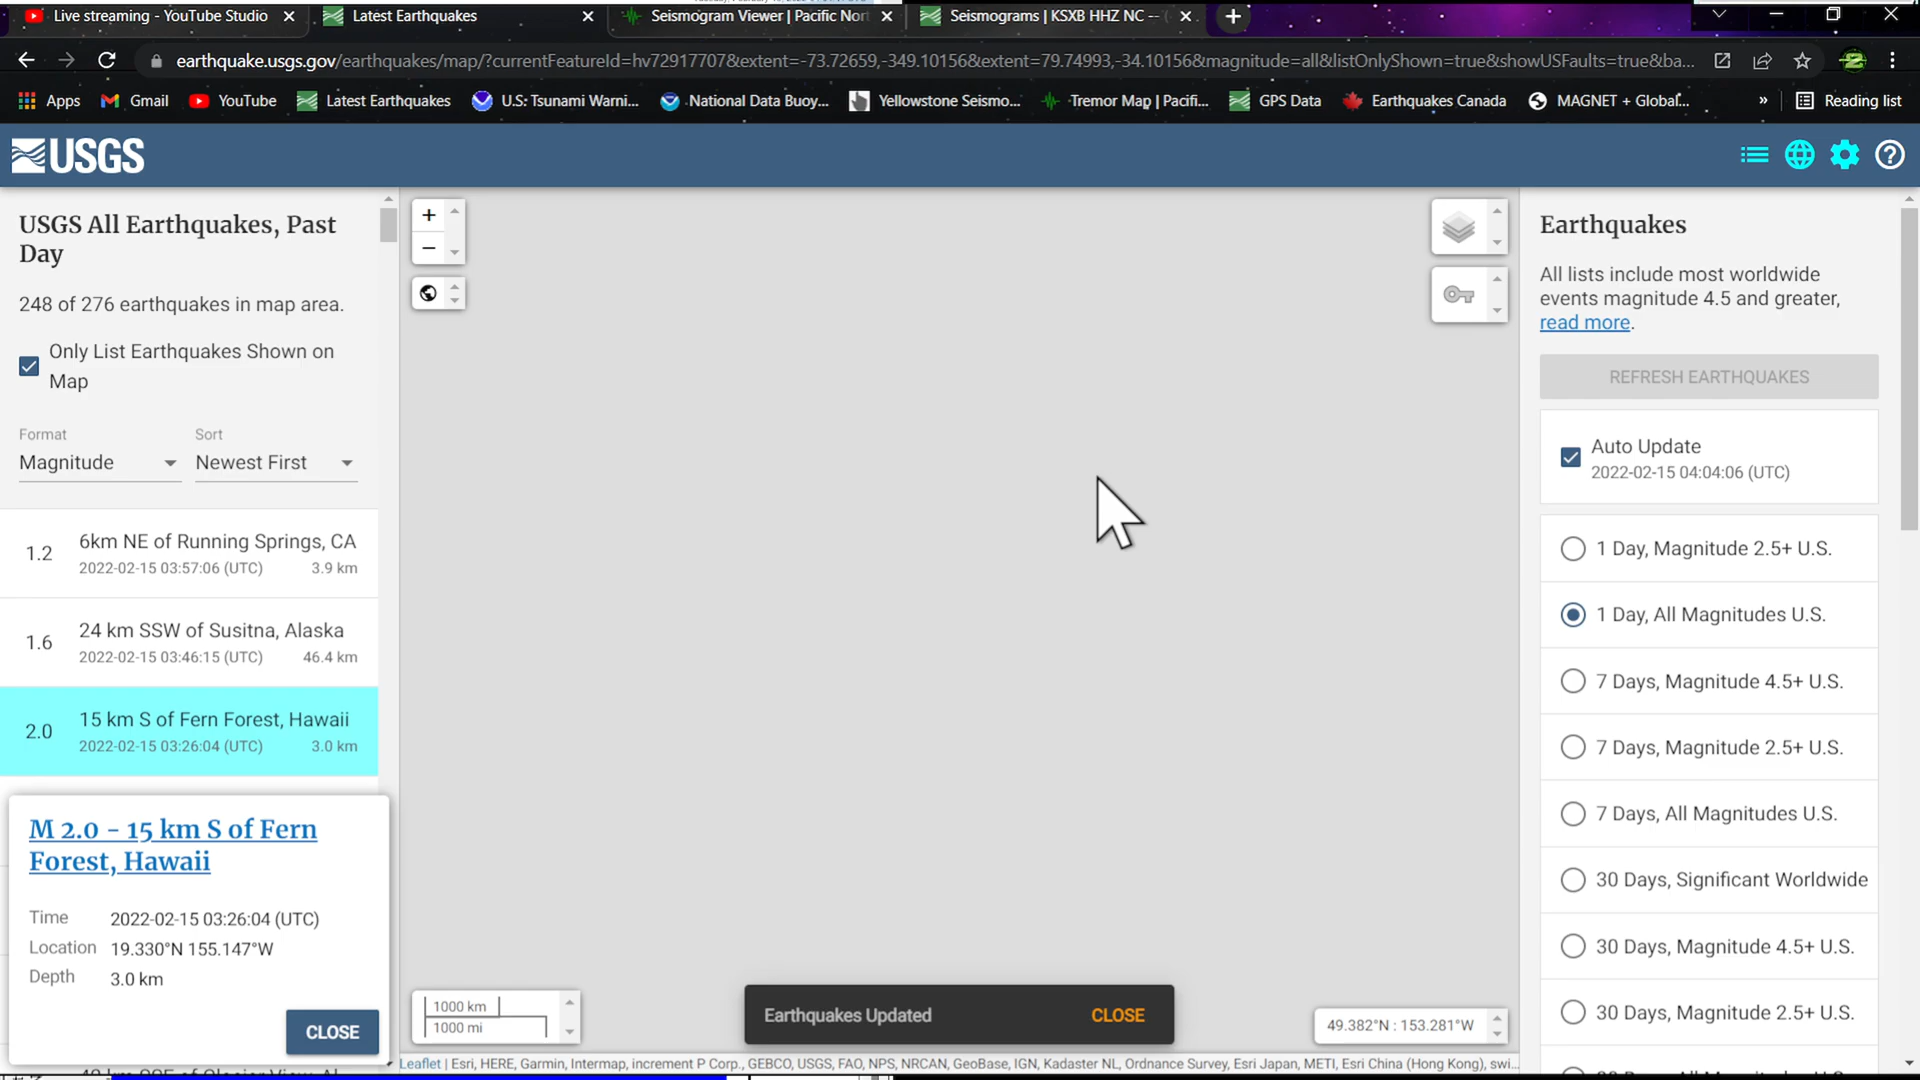 Live streaming - YouTube Studio
Latest Earthquakes
Seismogram Viewer | Pacific Nort
Seismograms | KSXB HHZ NC --
earthquake.usgs.gov/earthquakes/map/?currentFeatureId=hv72917707&extent=-73.72659,-349.10156&extent=79.74993,-34.10156&magnitude=all&listOnlyShown=true&showUSFaults=true&ba...
Apps
Gmail
YouTube
Latest Earthquakes
U.S: Tsunami Warni...
National Data Buoy...
Yellowstone Seismo...
Tremor Map | Pacifi...
GPS Data
Earthquakes Canada
MAGNET + Global...
»
Reading list
USGS
USGS All Earthquakes, Past
Day
248 of 276 earthquakes in map area.
Only List Earthquakes Shown on
Map
Format
Sort
Magnitude
Newest First
1.2
6km NE of Running Springs, CA
2022-02-15 03:57:06 (UTC)
3.9 km
1.6
24 km SSW of Susitna, Alaska
2022-02-15 03:46:15 (UTC)
46.4 km
2.0
15 km S of Fern Forest, Hawaii
2022-02-15 03:26:04 (UTC)
3.0 km
M 2.0 - 15 km S of Fern
Forest, Hawaii
Time
2022-02-15 03:26:04 (UTC)
Location
19.330°N 155.147°W
Depth
3.0 km
CLOSE
+
−
1000 km
1000 mi
Earthquakes Updated
CLOSE
49.382°N : 153.281°W
Leaflet | Esri, HERE, Garmin, Intermap, increment P Corp., GEBCO, USGS, FAO, NPS, NRCAN, GeoBase, IGN, Kadaster NL, Ordnance Survey, Esri Japan, METI, Esri China (Hong Kong), swi...
Earthquakes
All lists include most worldwide
events magnitude 4.5 and greater,
read more.
REFRESH EARTHQUAKES
Auto Update
2022-02-15 04:04:06 (UTC)
1 Day, Magnitude 2.5+ U.S.
1 Day, All Magnitudes U.S.
7 Days, Magnitude 4.5+ U.S.
7 Days, Magnitude 2.5+ U.S.
7 Days, All Magnitudes U.S.
30 Days, Significant Worldwide
30 Days, Magnitude 4.5+ U.S.
30 Days, Magnitude 2.5+ U.S.